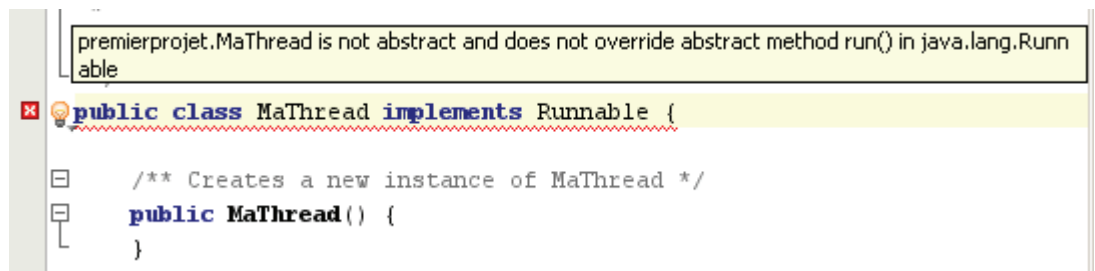 premierprojet.MaThread is not abstract and does not override abstract method run() in java.lang.Runn
able
public class MaThread implements Runnable {
/** Creates a new instance of MaThread */
public MaThread() {
}